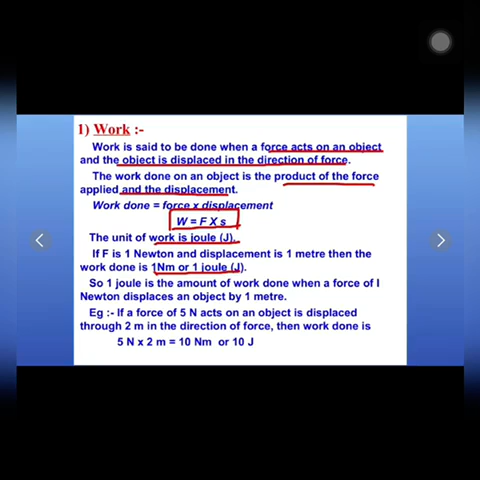 1) Work :-
Work is said to be done when a force acts on an object
and the object is displaced in the direction of force.
The work done on an object is the product of the force
applied and the displacement.
Work done = force x displacement
W = F X s
The unit of work is joule (J).
If F is 1 Newton and displacement is 1 metre then the
work done is 1Nm or 1 joule (J).
So 1 joule is the amount of work done when a force of I
Newton displaces an object by 1 metre.
Eg :- If a force of 5 N acts on an object is displaced
through 2 m in the direction of force, then work done is
5 N x 2 m = 10 Nm or 10 J